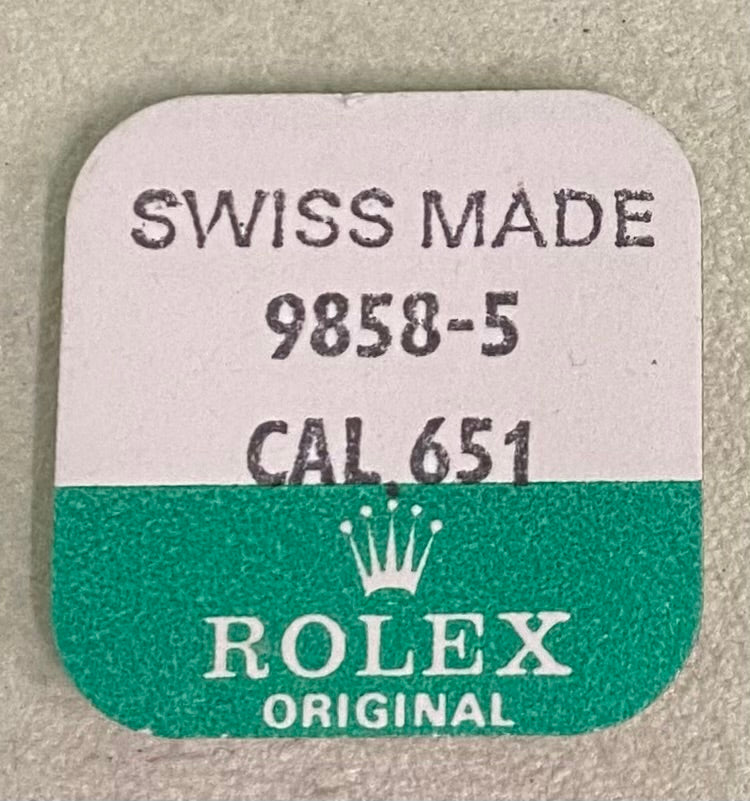 SWISS MADE
9858-5
CAL.651
ROLEX
ORIGINAL